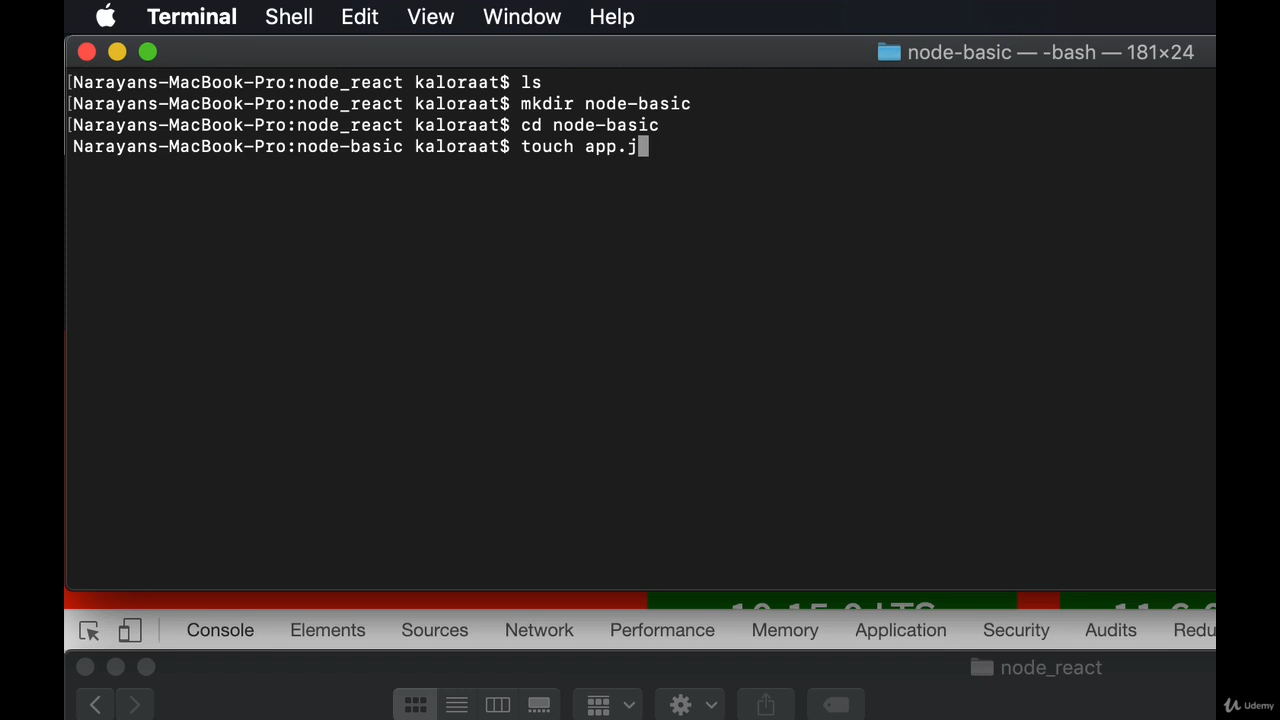 Terminal Shell Edit View Window Help
node-basic — -bash — 181×24
[Narayans-MacBook-Pro:node_react kaloraat$ ls
[Narayans-MacBook-Pro:node_react kaloraat$ mkdir node-basic
[Narayans-MacBook-Pro:node_react kaloraat$ cd node-basic
Narayans-MacBook-Pro:node-basic kaloraat$ touch app.j
Console Elements Sources Network Performance Memory Application Security Audits Redu
node_react
Udemy